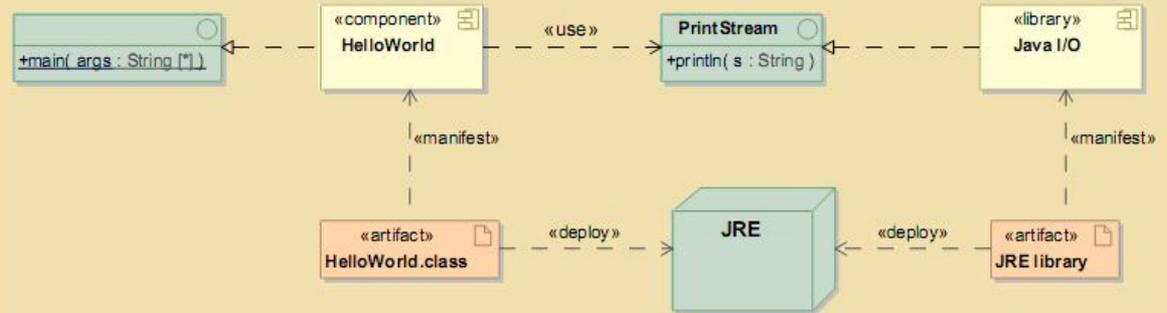 «component»
HelloWorld
«use»
PrintStream
«library»
Java I/O
+main( args : String [*] )
+println( s : String )
«manifest»
«manifest»
«artifact»
HelloWorld.class
«deploy»
JRE
«deploy»
«artifact»
JRE library